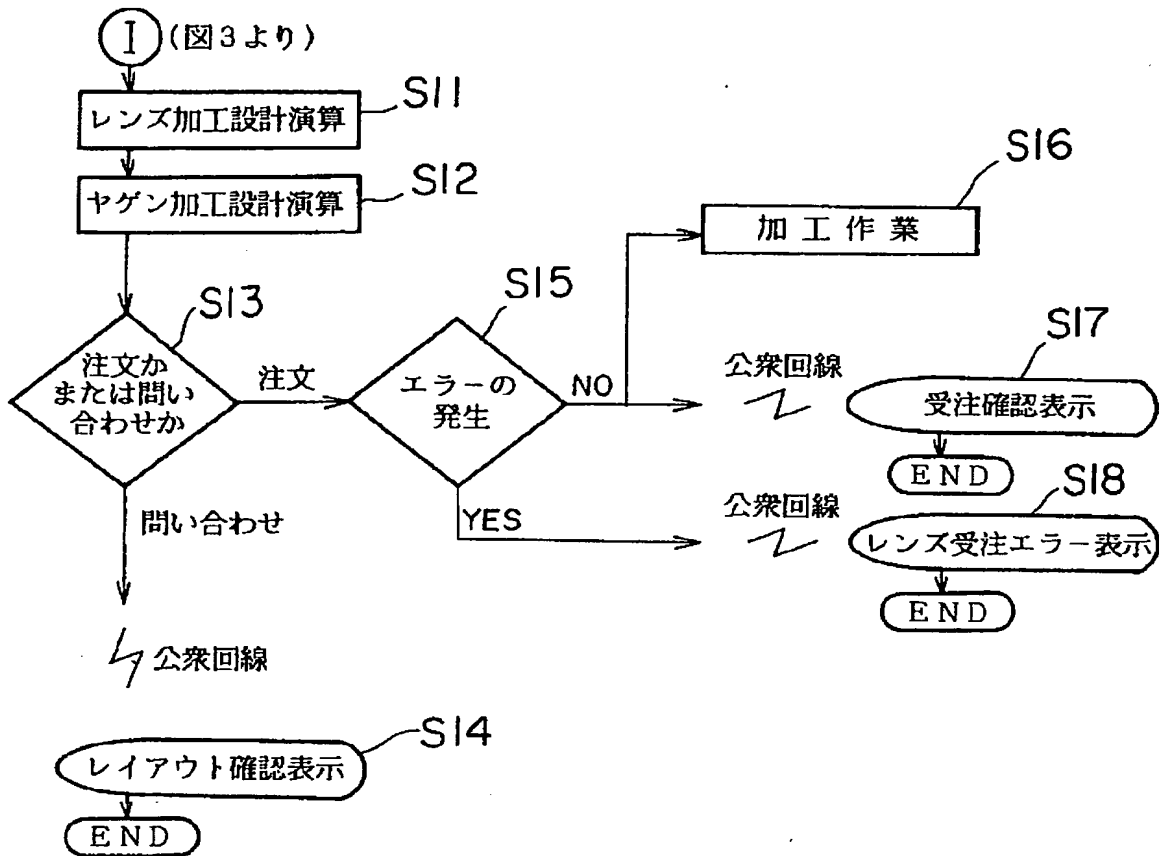 I (図3より)
S11
レンズ加工設計演算
S12
ヤゲン加工設計演算
S16
加工作業
S13
注文か
または問い
合わせか
注文
S15
エラーの
発生
NO
公衆回線
S17
受注確認表示
END
問い合わせ
YES
公衆回線
S18
レンズ受注エラー表示
END
公衆回線
S14
レイアウト確認表示
END